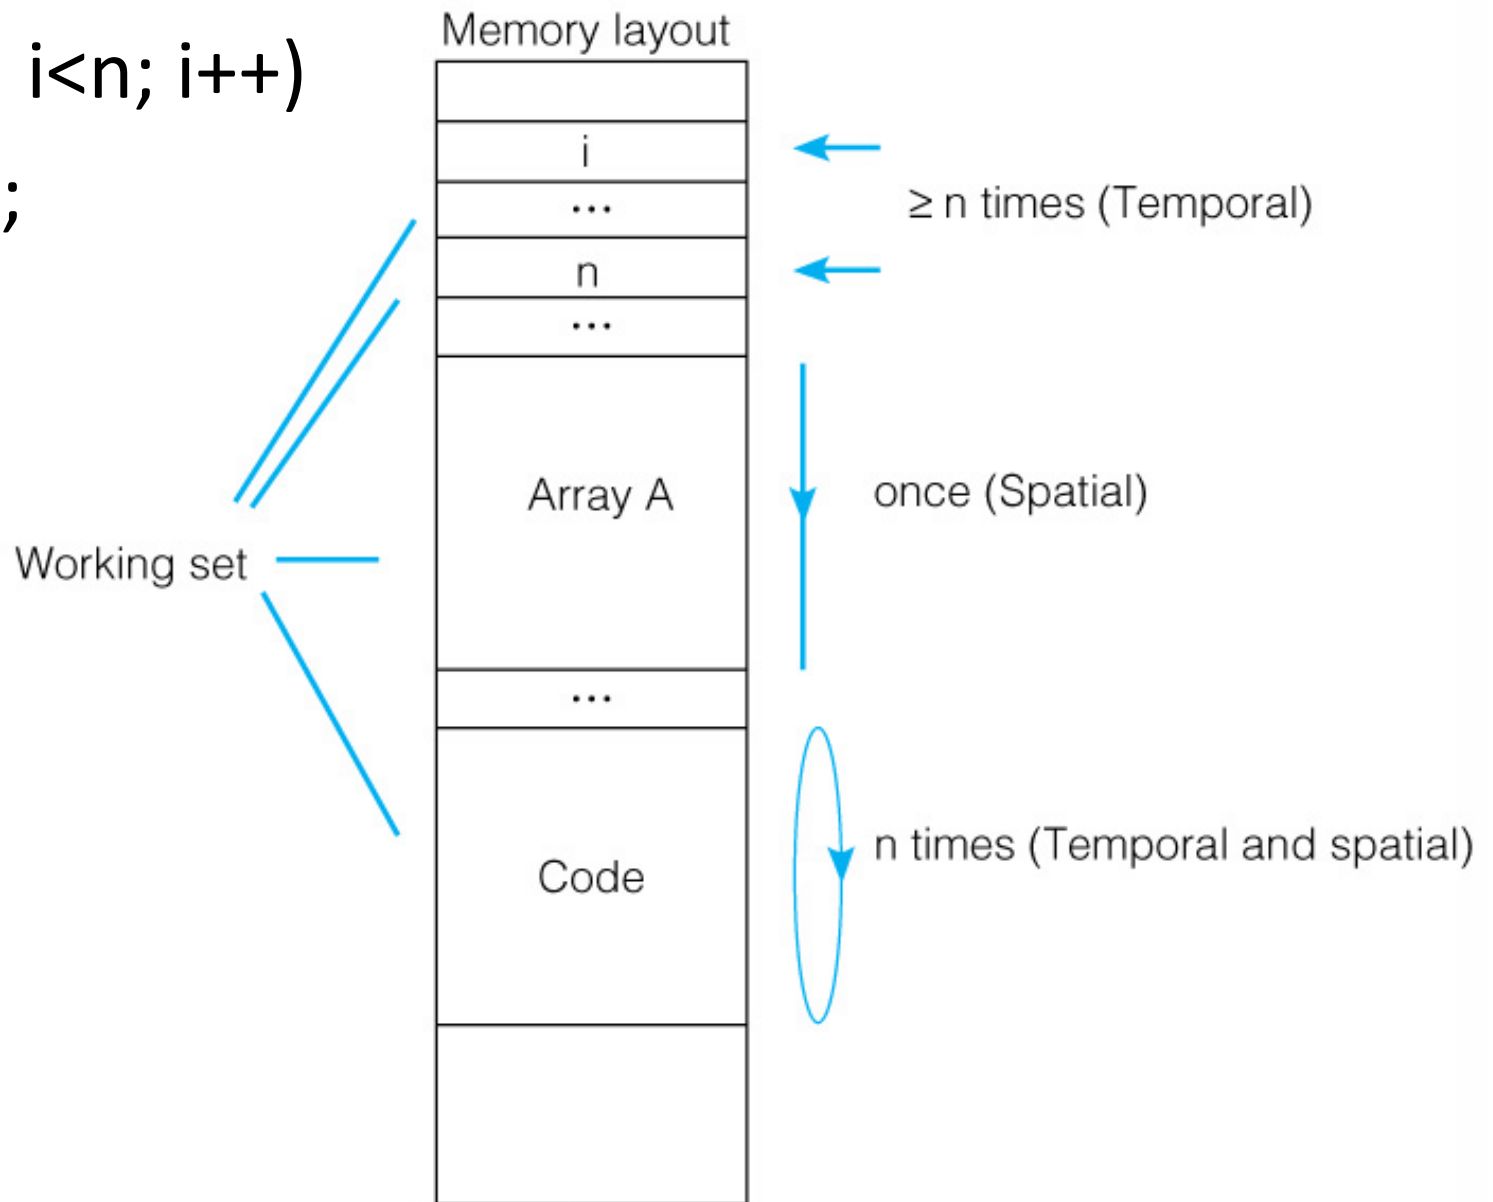 i<n; i++)
;
Memory layout
i
...
n
...
Array A
...
Code
≥ n times (Temporal)
once (Spatial)
n times (Temporal and spatial)
Working set